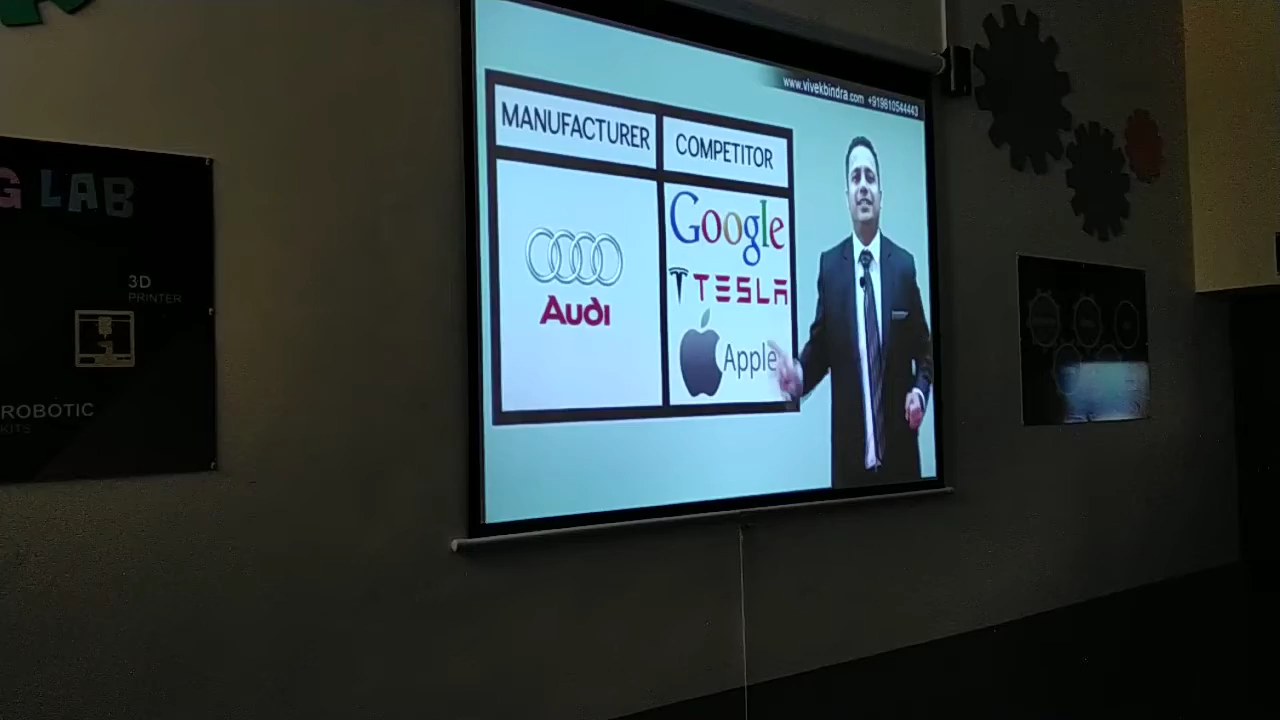 G LAB
3D
PRINTER
ROBOTIC
KITS
www.vivekbindra.com +919810544443
MANUFACTURER
COMPETITOR
Audi
Google
TESLA
Apple